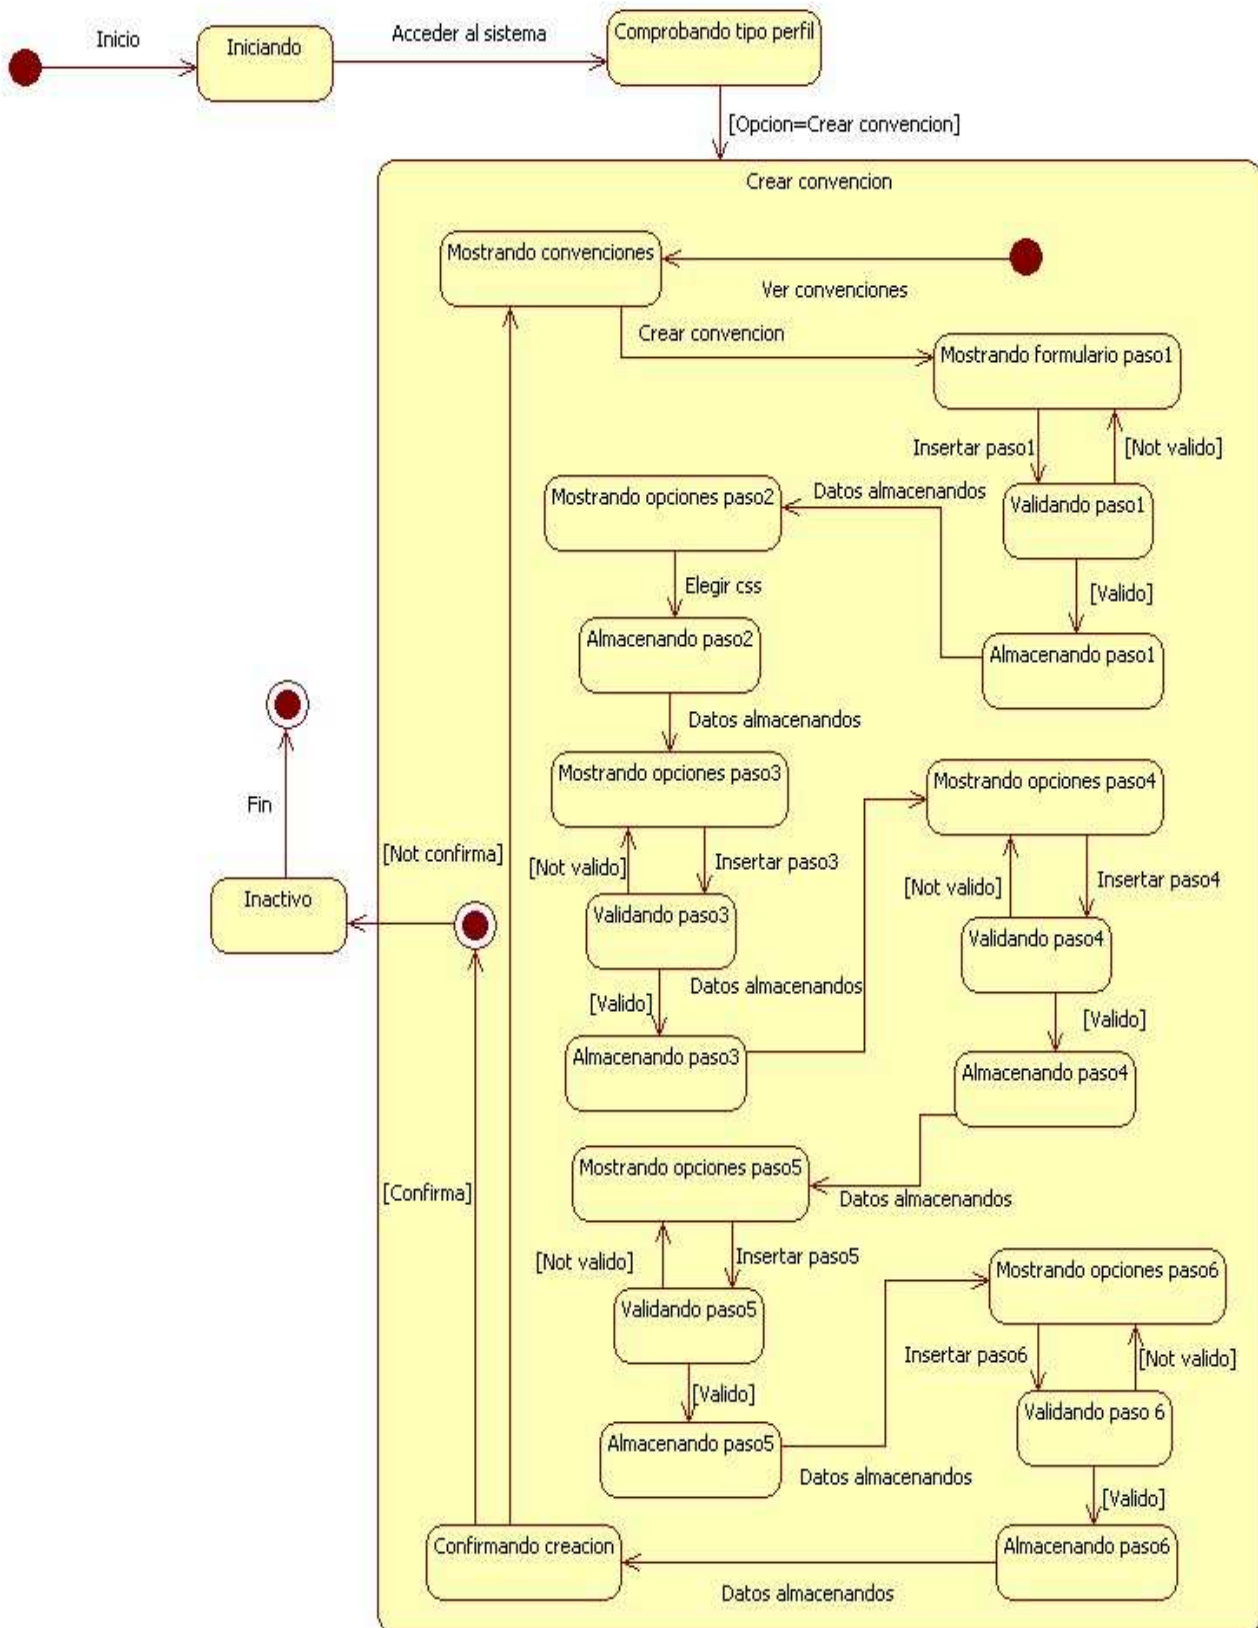 Inicio
Iniciando
Acceder al sistema
Comprobando tipo perfil
[Opcion=Crear convencion]
Crear convencion
Mostrando convenciones
Ver convenciones
Crear convencion
Mostrando formulario paso1
Insertar paso1
[Not valido]
Mostrando opciones paso2
Datos almacenandos
Validando paso1
Elegir css
[Valido]
Almacenando paso2
Almacenando paso1
Datos almacenandos
Mostrando opciones paso3
Mostrando opciones paso4
Fin
[Not confirma]
[Not valido]
Insertar paso3
[Not valido]
Insertar paso4
Inactivo
Validando paso3
Validando paso4
Datos almacenandos
[Valido]
[Valido]
Almacenando paso3
Almacenando paso4
Mostrando opciones paso5
[Confirma]
Datos almacenandos
[Not valido]
Insertar paso5
Mostrando opciones paso6
Validando paso5
Insertar paso6
[Not valido]
[Valido]
Validando paso 6
Almacenando paso5
Datos almacenandos
[Valido]
Confirmando creacion
Almacenando paso6
Datos almacenandos